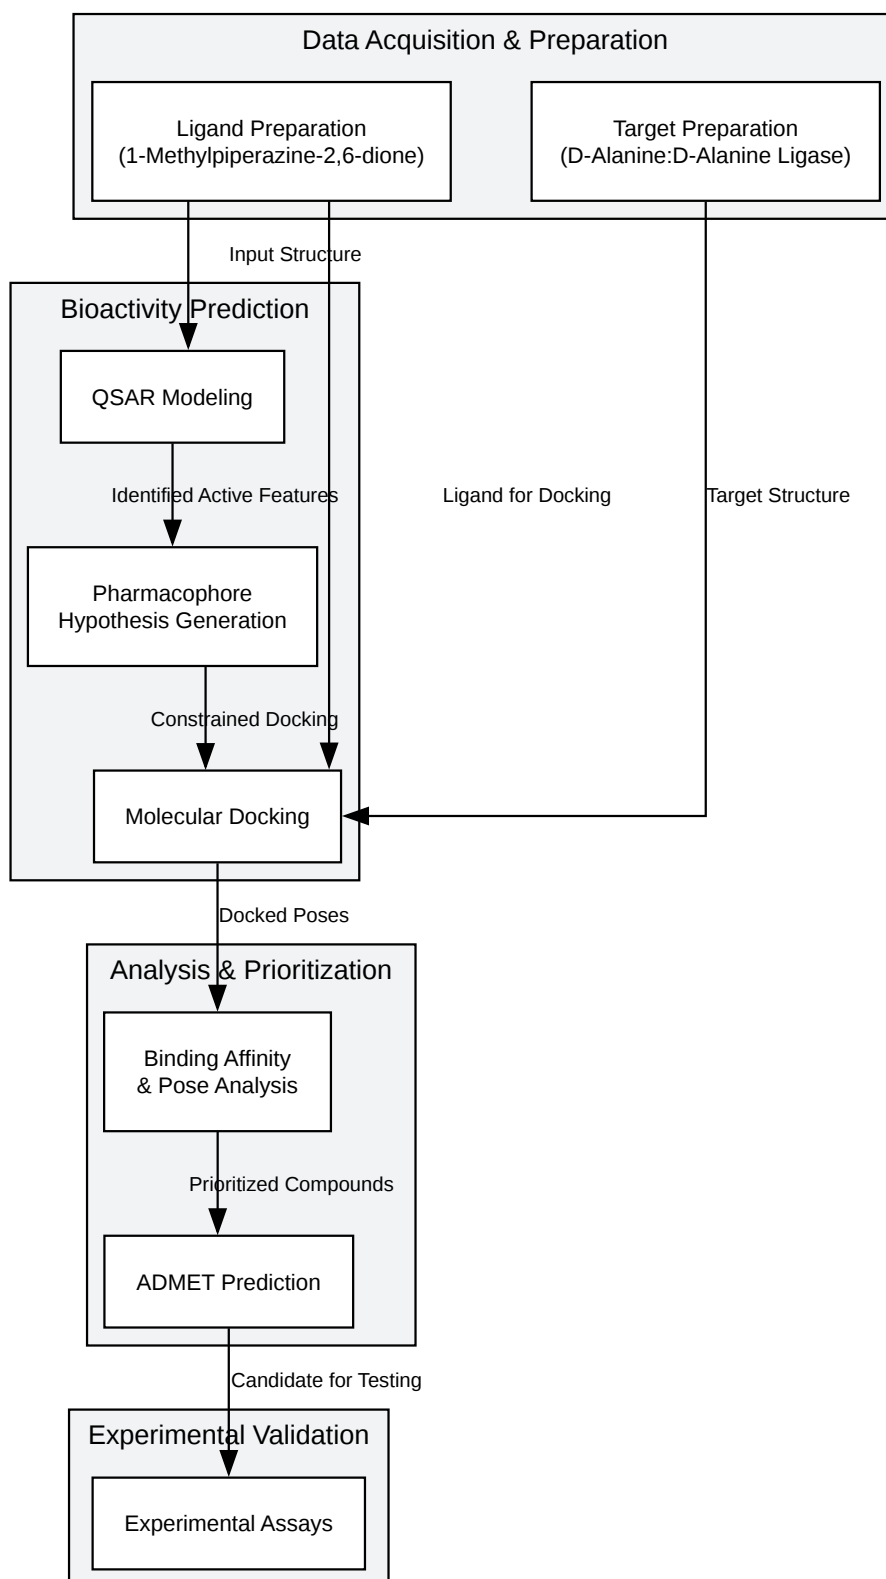 Data Acquisition & Preparation
Ligand Preparation
(1-Methylpiperazine-2,6-dione)
Target Preparation
(D-Alanine:D-Alanine Ligase)
Input Structure
Bioactivity Prediction
QSAR Modeling
Identified Active Features
Ligand for Docking
Target Structure
Pharmacophore
Hypothesis Generation
Constrained Docking
Molecular Docking
Docked Poses
Analysis & Prioritization
Binding Affinity
& Pose Analysis
Prioritized Compounds
ADMET Prediction
Candidate for Testing
Experimental Validation
Experimental Assays